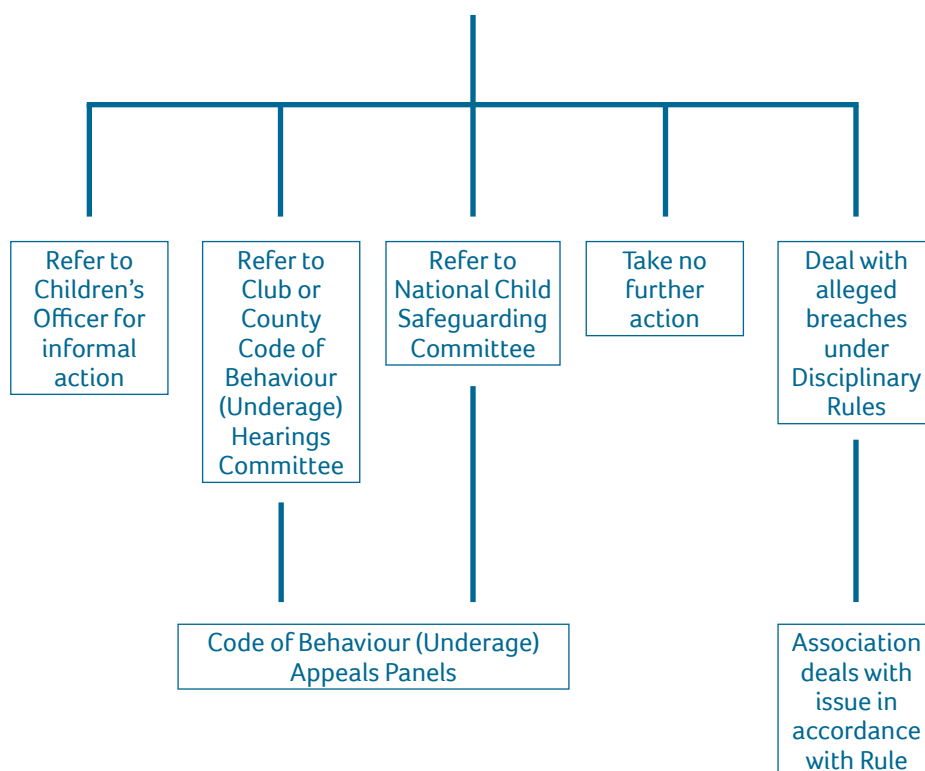 Refer to
Children’s
Officer for
informal
action
Refer to
Club or
County
Code of
Behaviour
(Underage)
Hearings
Committee
Refer to
National Child
Safeguarding
Committee
Take no
further
action
Deal with
alleged
breaches
under
Disciplinary
Rules
Code of Behaviour (Underage)
Appeals Panels
Association
deals with
issue in
accordance
with Rule